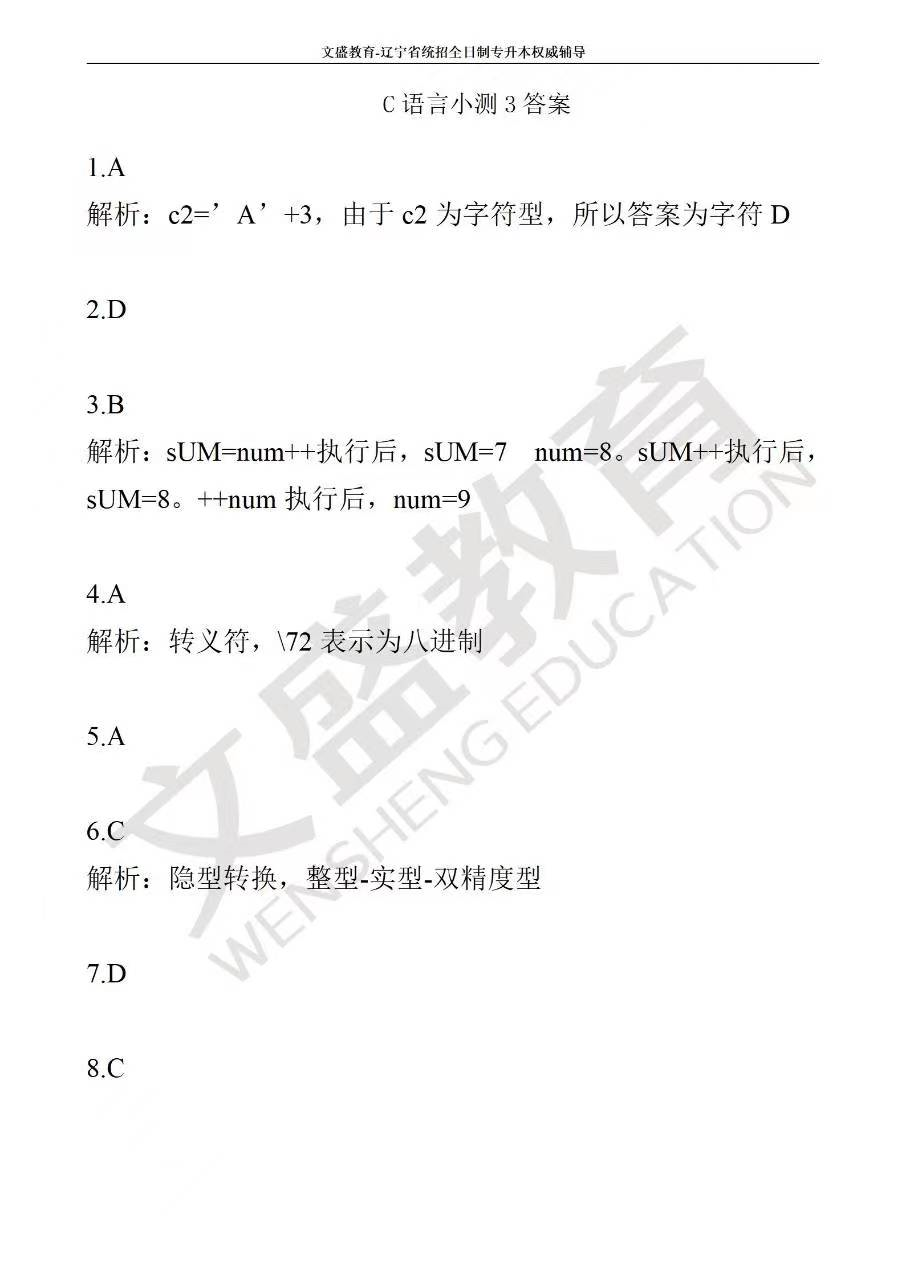 文盛教育-辽宁省统招全日制专升本权威辅导
C 语言小测 3 答案
1.A
解析：c2=’A’+3，由于 c2 为字符型，所以答案为字符 D
2.D
3.B
解析：sUM=num++执行后，sUM=7 num=8。sUM++执行后，
sUM=8。++num 执行后，num=9
4.A
解析：转义符，\72 表示为八进制
5.A
6.C
解析：隐型转换，整型-实型-双精度型
7.D
8.C
文盛教育
WENSHENG EDUCATION